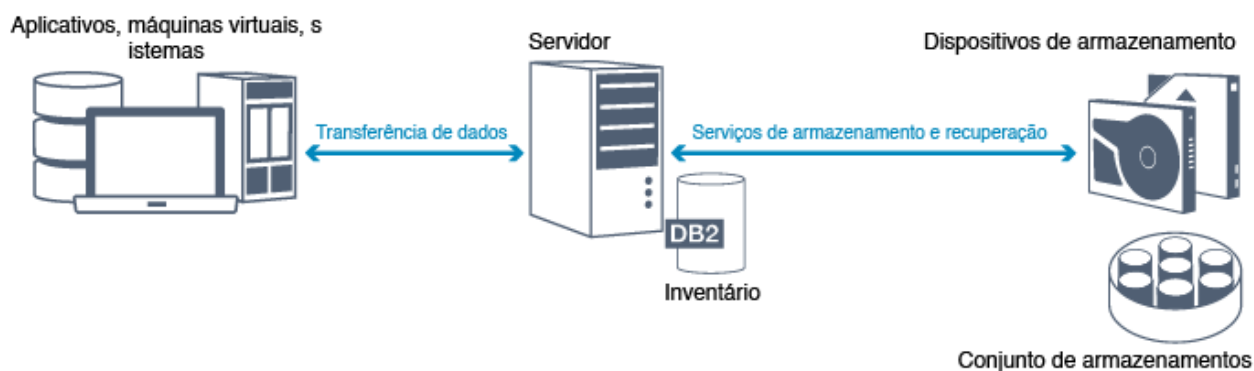 Aplicativos, máquinas virtuais, s
istemas
Servidor
Dispositivos de armazenamento
Transferência de dados
Serviços de armazenamento e recuperação
DB2
Inventário
Conjunto de armazenamentos